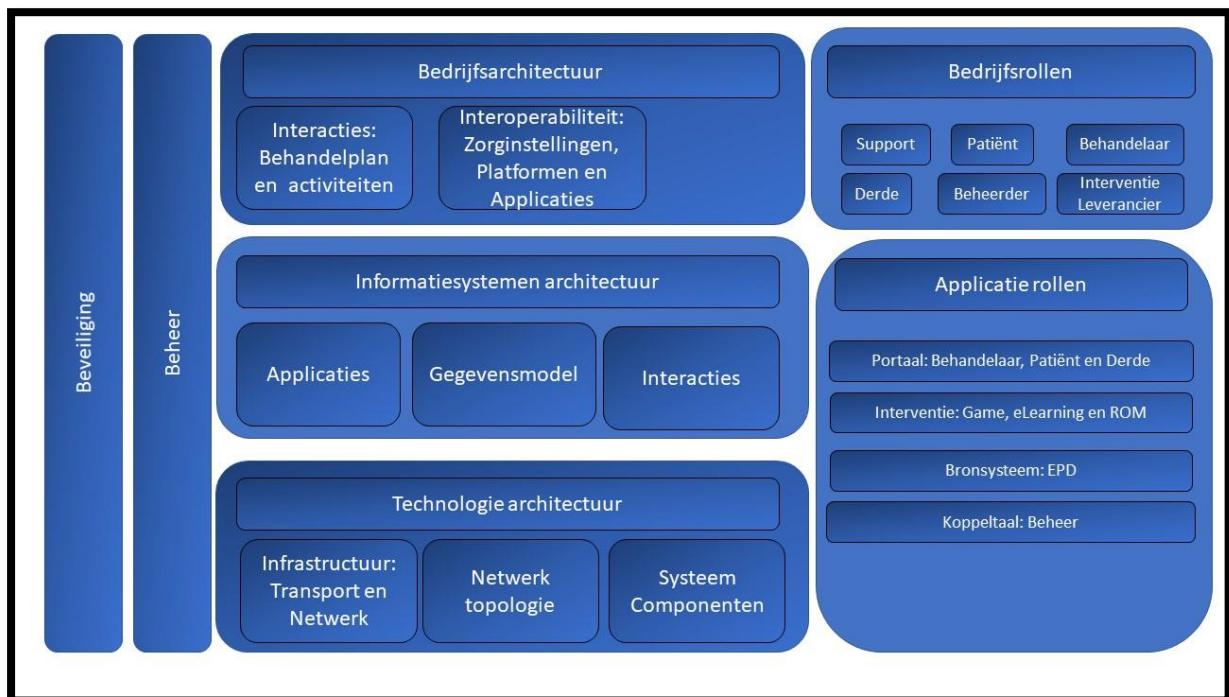 Beveiliging
Beheer
Bedrijfsarchitectuur
Interacties:
Behandelplan
en activiteiten
Interoperabiliteit:
Zorginstellingen,
Platformen en
Applicaties
Bedrijfsrollen
Support
Patiënt
Behandelaar
Derde
Beheerder
Interventie
Leverancier
Informatiesystemen architectuur
Applicaties
Gegevensmodel
Interacties
Applicatie rollen
Portaal: Behandelaar, Patiënt en Derde
Interventie: Game, eLearning en ROM
Bronsysteem: EPD
Koppeltaal: Beheer
Technologie architectuur
Infrastructuur:
Transport en
Netwerk
Netwerk
topologie
Systeem
Componenten